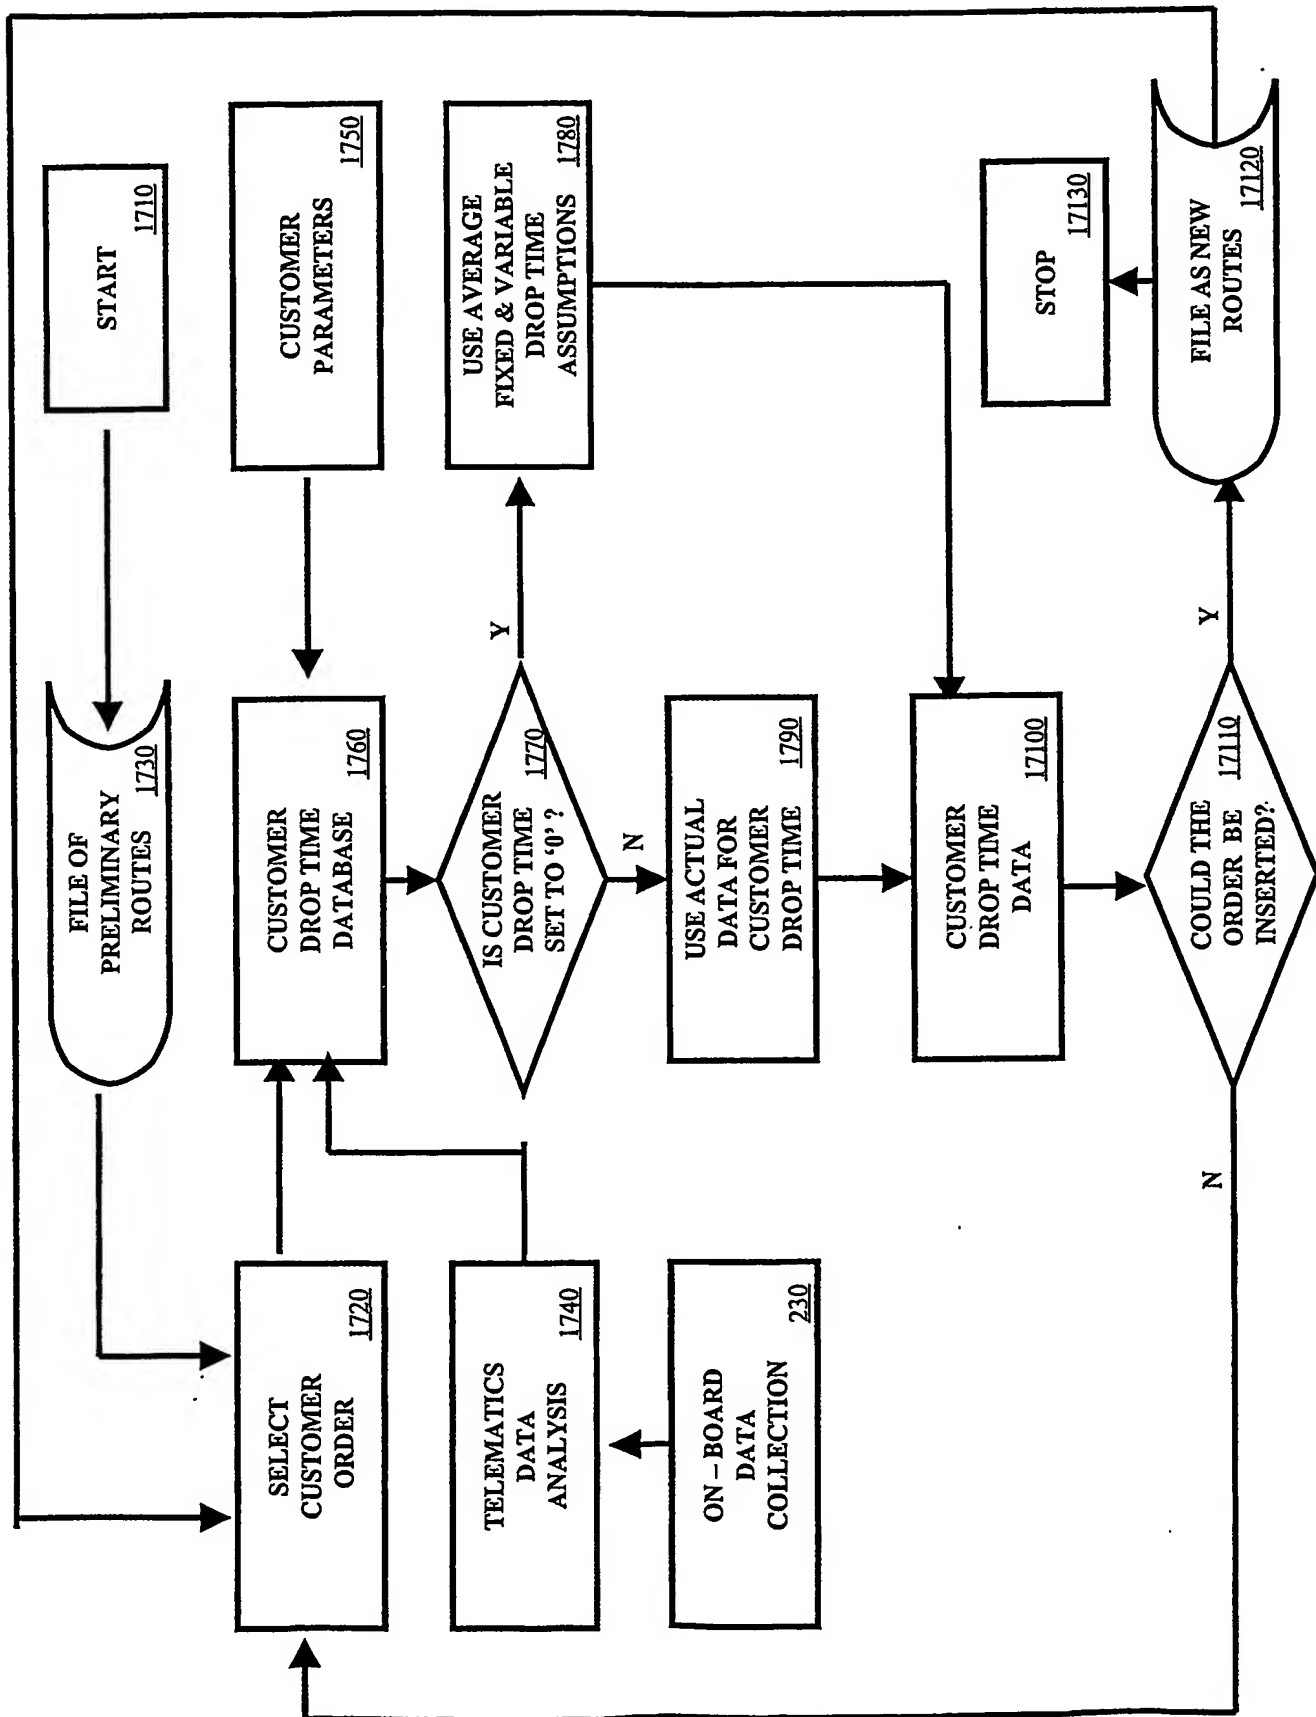 START
1710
FILE OF
PRELIMINARY
ROUTES
1730
SELECT
CUSTOMER
ORDER
1720
CUSTOMER
DROP TIME
DATABASE
1760
CUSTOMER
PARAMETERS
1750
TELEMATICS
DATA
ANALYSIS
1740
IS CUSTOMER
DROP TIME
SET TO ‘0’ ?
1770
Y
USE AVERAGE
FIXED & VARIABLE
DROP TIME
ASSUMPTIONS
1780
N
ON – BOARD
DATA
COLLECTION
230
USE ACTUAL
DATA FOR
CUSTOMER
DROP TIME
1790
CUSTOMER
DROP TIME
DATA
17100
STOP
17130
N
COULD THE
ORDER BE
INSERTED?
17110
Y
FILE AS NEW
ROUTES
17120